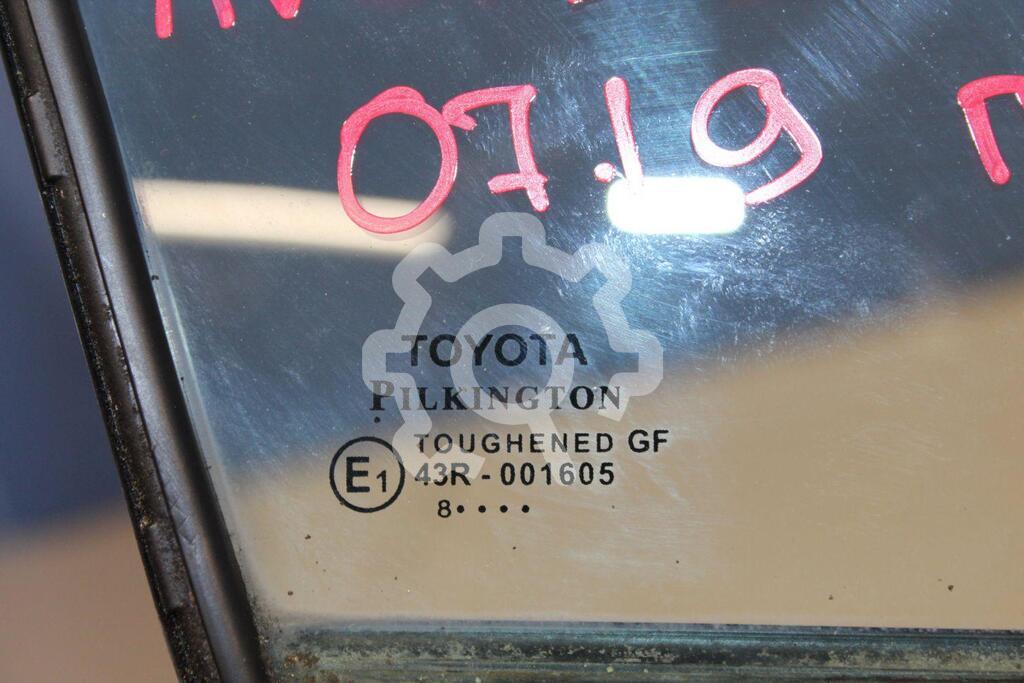 07.19
TOYOTA
PILKINGTON
TOUGHENED GF
E1 43R - 001605
8• • • •